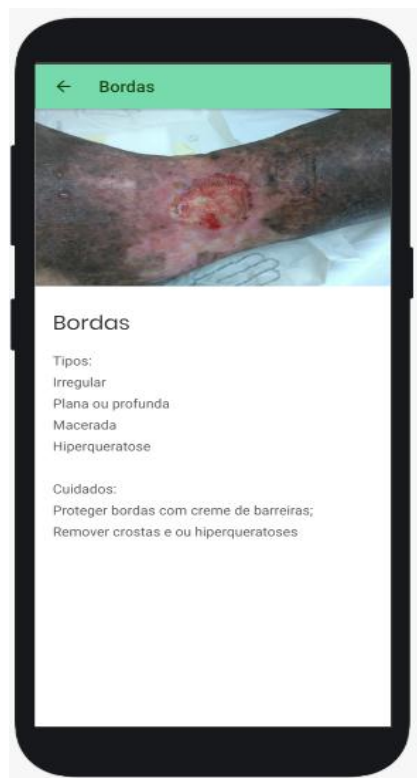 Bordas
Bordas
Tipos:
Irregular
Plana ou profunda
Macerada
Hiperqueratose
Cuidados:
Proteger bordas com creme de barreiras;
Remover crostas e ou hiperqueratoses